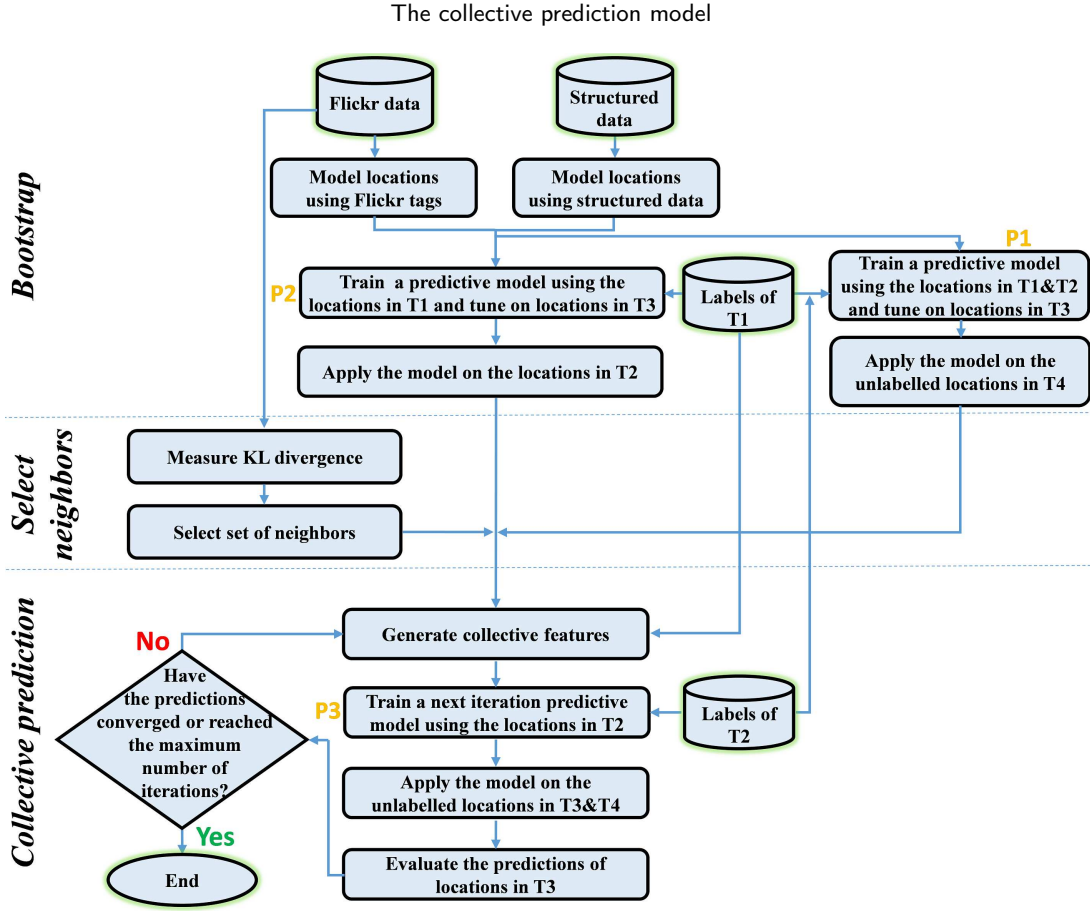 The collective prediction model
Bootstrap
Flickr data
Structured
data
Model locations
using Flickr tags
Model locations
using structured data
P1
P2
Train a predictive model using the
locations in T1 and tune on locations in T3
Labels of
T1
Train a predictive model
using the locations in T1&T2
and tune on locations in T3
Apply the model on the locations in T2
Apply the model on the
unlabelled locations in T4
Select
neighbors
Measure KL divergence
Select set of neighbors
Collective prediction
Generate collective features
No
Have
the predictions
converged or reached
the maximum
number of
iterations?
P3
Train a next iteration predictive
model using the locations in T2
Labels of
T2
Apply the model on the
unlabelled locations in T3&T4
Yes
End
Evaluate the predictions of
locations in T3